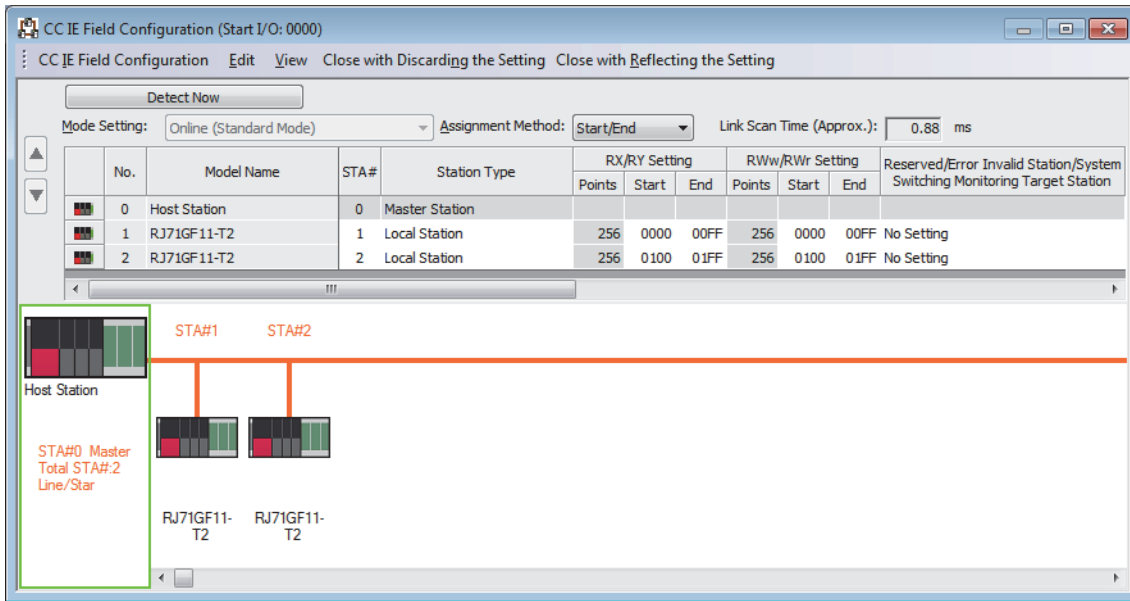 CC IE Field Configuration (Start I/O: 0000)
CC IE Field Configuration Edit View Close with Discarding the Setting Close with Reflecting the Setting
Detect Now
Mode Setting: Online (Standard Mode) Assignment Method: Start/End Link Scan Time (Approx.): 0.88 ms
No. Model Name STA# Station Type RX/RY Setting RWw/RWr Setting Reserved/Error Invalid Station/System
Switching Monitoring Target Station
Points Start End Points Start End
0 Host Station 0 Master Station
1 RJ71GF11-T2 1 Local Station 256 0000 00FF 256 0000 00FF No Setting
2 RJ71GF11-T2 2 Local Station 256 0100 01FF 256 0100 01FF No Setting
STA#1 STA#2
Host Station
STA#0 Master
Total STA#:2
Line/Star
RJ71GF11-
T2
RJ71GF11-
T2